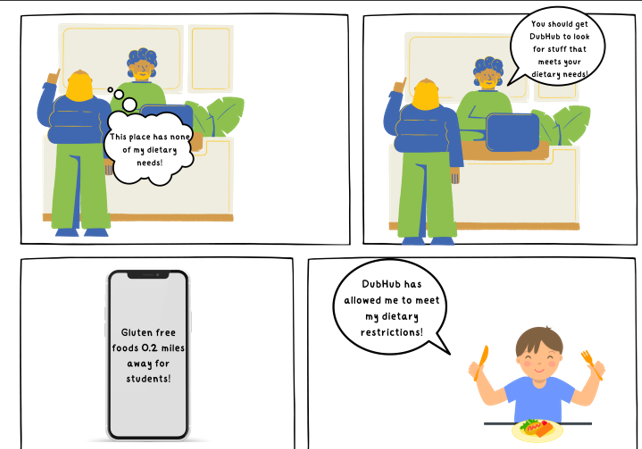 This place has none
of my dietary
needs!
You should get
DubHub to look
for stuff that
meets your
dietary needs!
Gluten free
foods 0.2 miles
away for
students!
DubHub has
allowed me to meet
my dietary
restrictions!